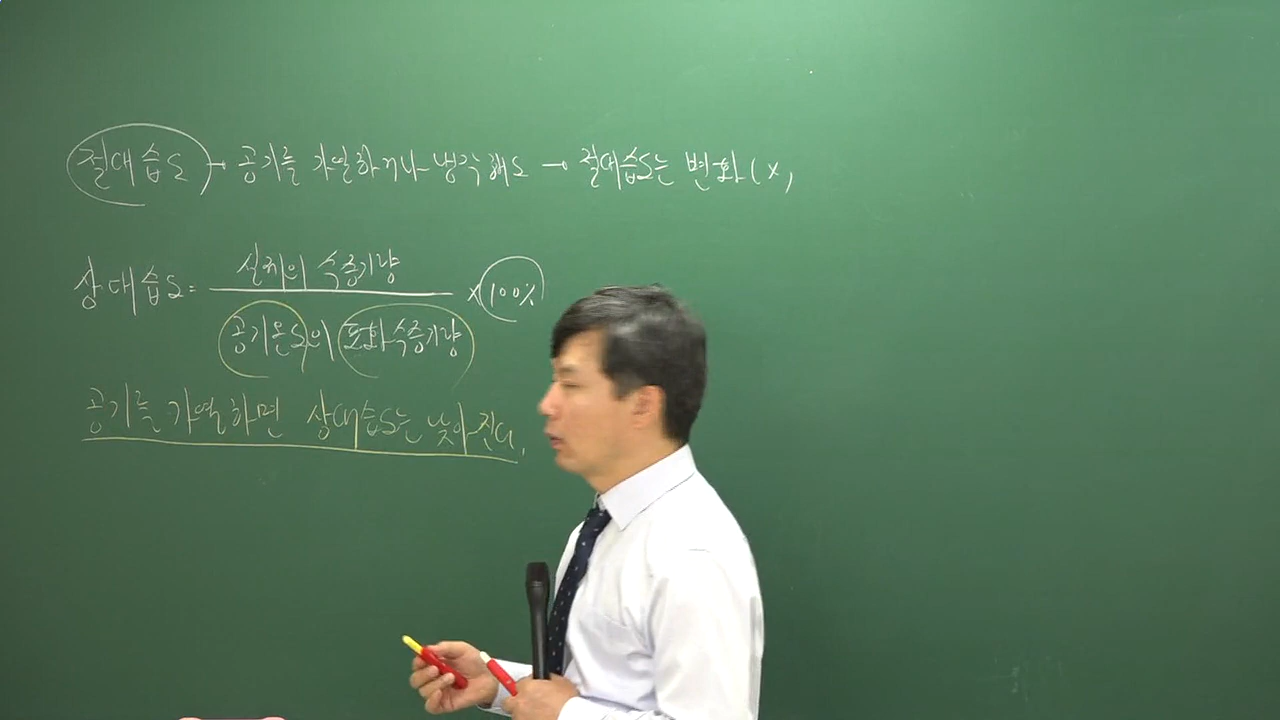 절대습도 → 공기를 가열하거나 냉각해도 → 절대습도는 변화(x)
상대습도 = 실제의 수증기량 / 공기온도의 포화수증기량 × 100%
공기를 가열하면 상대습도는 낮아진다.